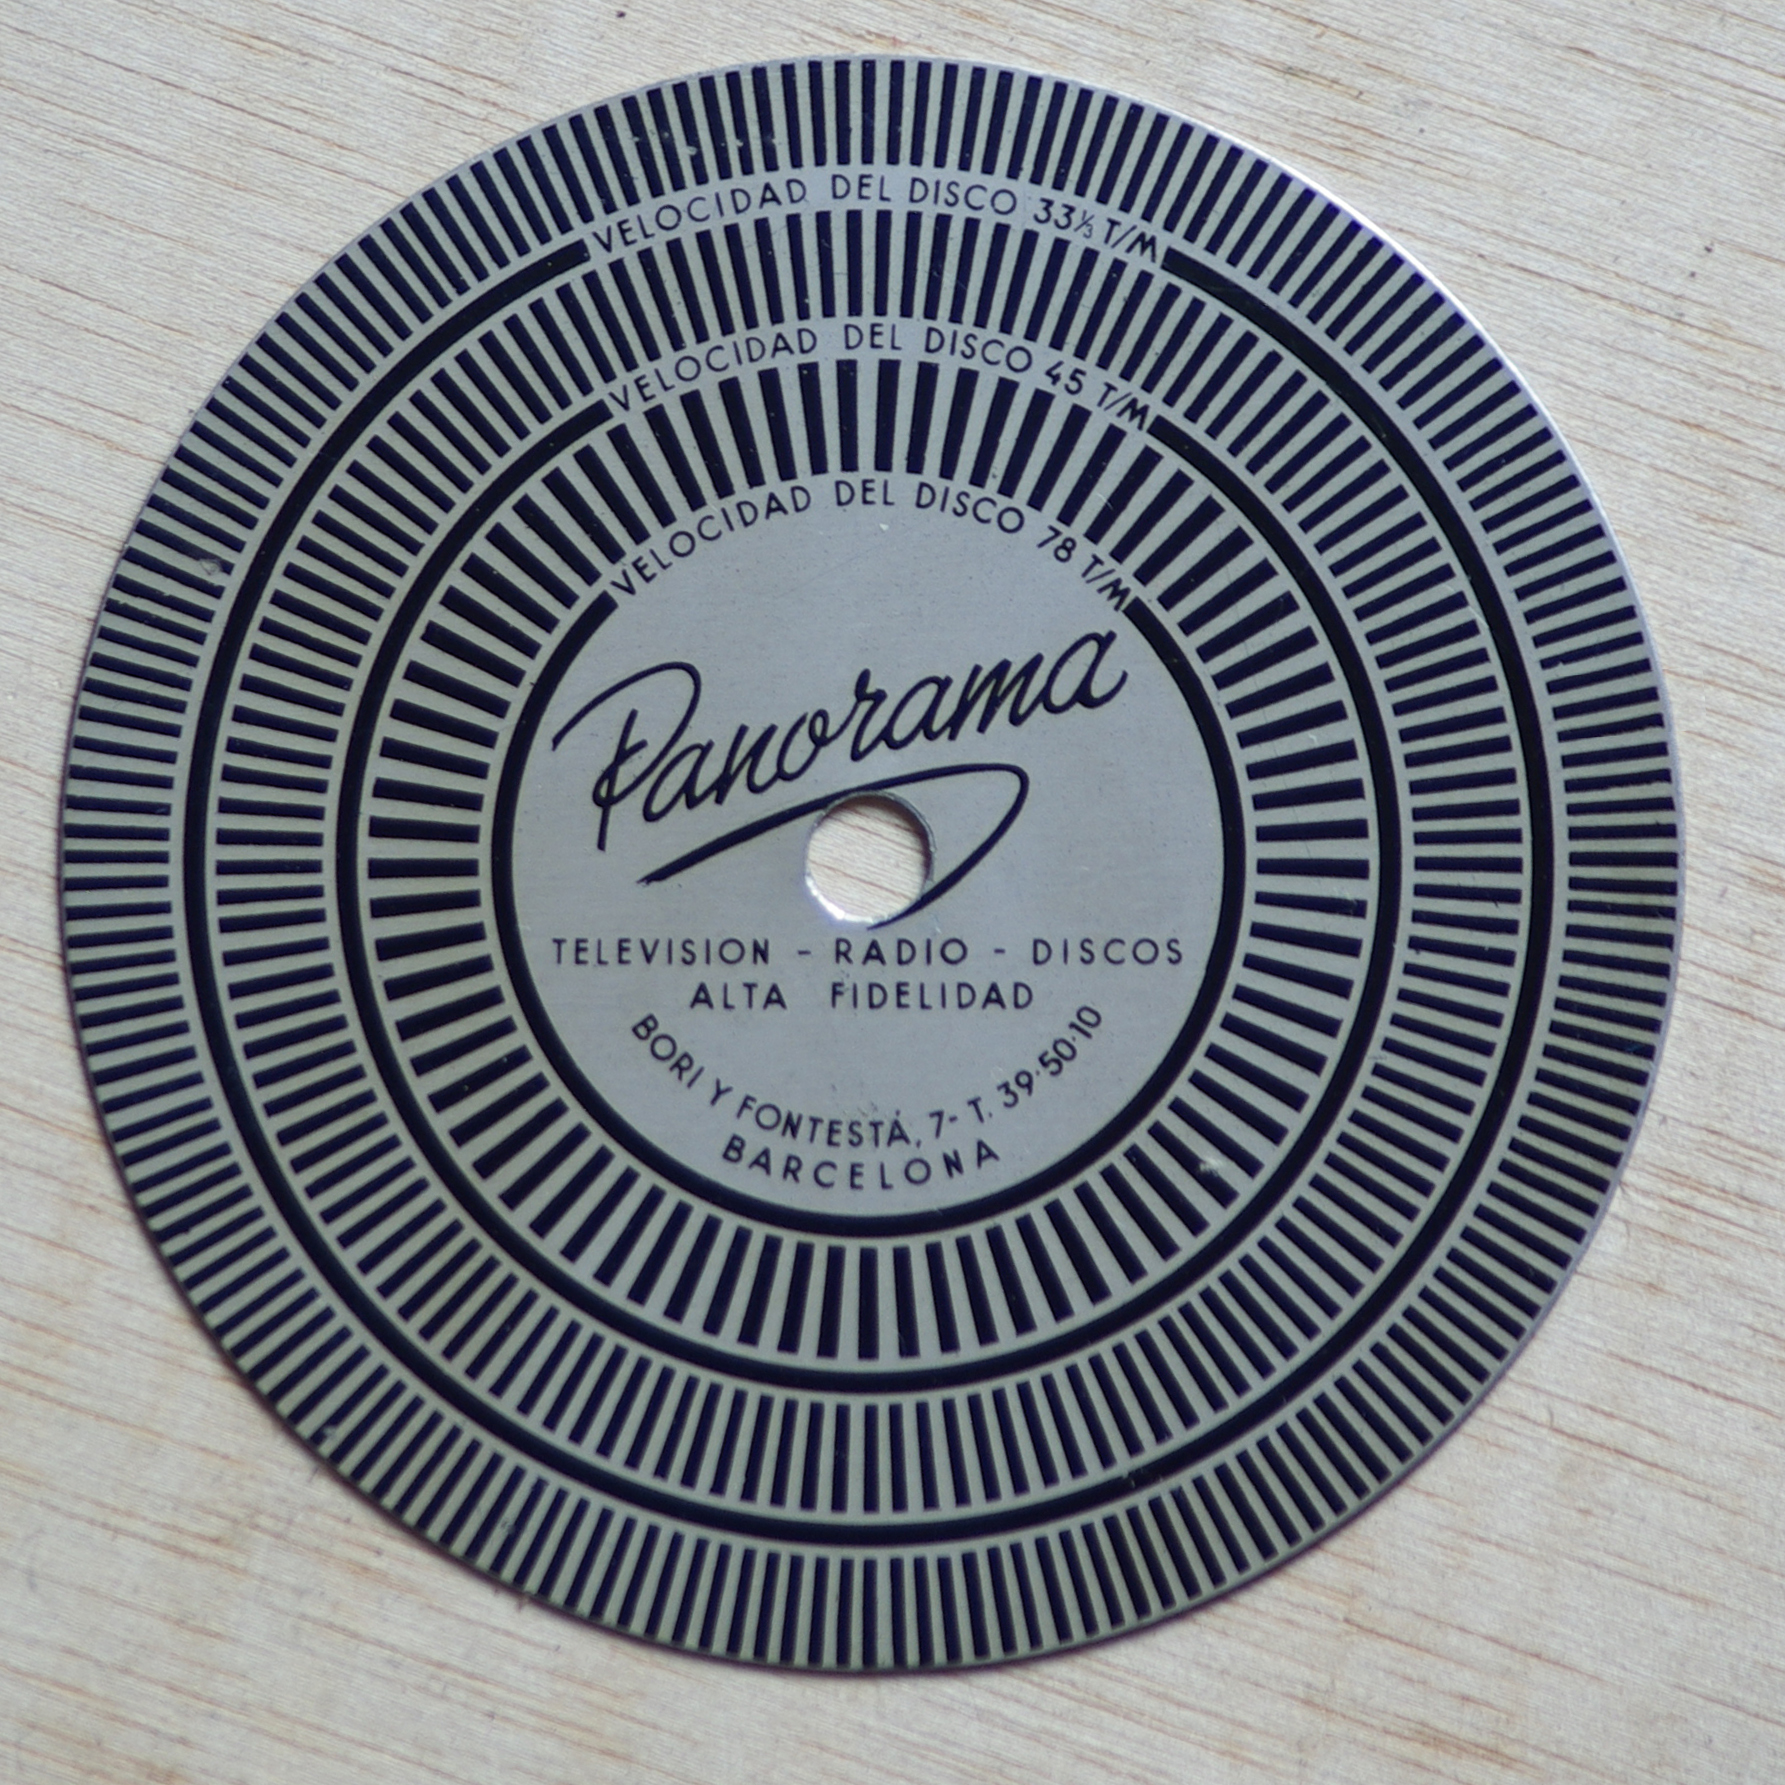 VELOCIDAD DEL DISCO 33⅓ T/M
VELOCIDAD DEL DISCO 45 T/M
VELOCIDAD DEL DISCO 78 T/M
Panorama
TELEVISION - RADIO - DISCOS
ALTA FIDELIDAD
BORI Y FONTESTÁ, 7- T. 39·50·10
BARCELONA